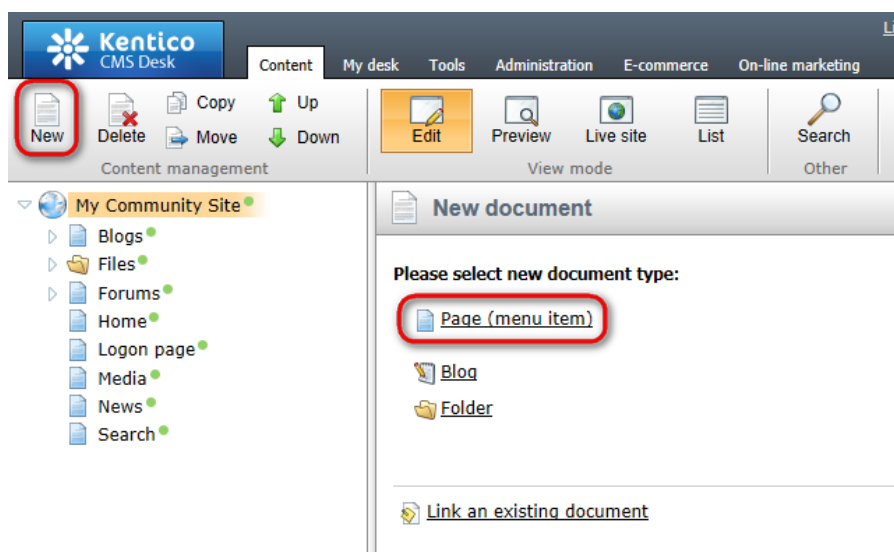 Kentico
CMS Desk
Content My desk Tools Administration E-commerce On-line marketing
New Delete Copy Move Up Down
Content management
Edit Preview Live site List
View mode
Search
Other
My Community Site
Blogs
Files
Forums
Home
Logon page
Media
News
Search
New document
Please select new document type:
Page (menu item)
Blog
Folder
Link an existing document